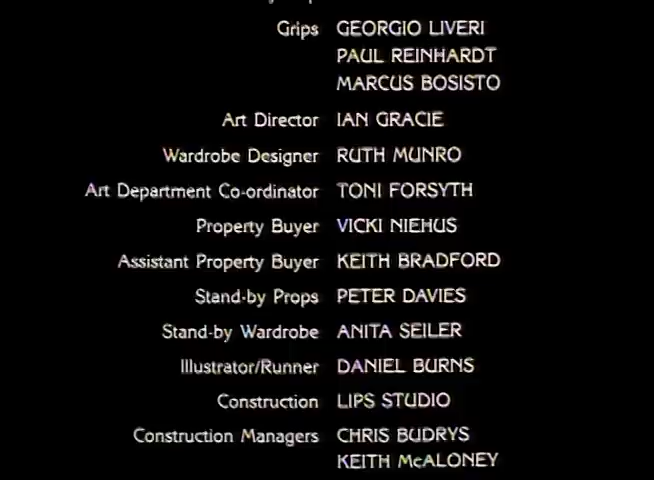 Grips GEORGIO LIVERI
PAUL REINHARDT
MARCUS BOSISTO
Art Director IAN GRACIE
Wardrobe Designer RUTH MUNRO
Art Department Co-ordinator TONI FORSYTH
Property Buyer VICKI NIEHUS
Assistant Property Buyer KEITH BRADFORD
Stand-by Props PETER DAVIES
Stand-by Wardrobe ANITA SEILER
Illustrator/Runner DANIEL BURNS
Construction LIPS STUDIO
Construction Managers CHRIS BUDRYS
KEITH McALONEY